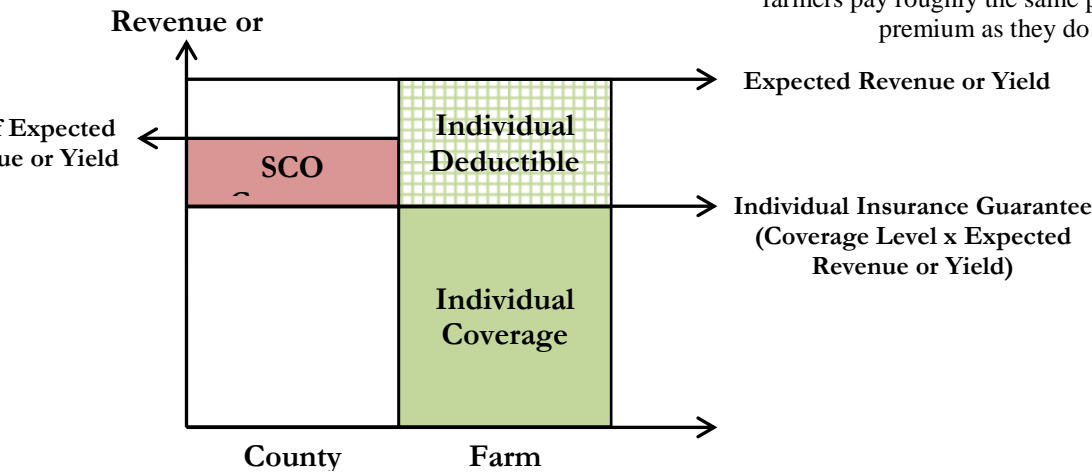 farmers pay roughly the same
premium as they do
Revenue or
Expected Revenue or Yield
Expected
or Yield
SCO
Individual
Deductible
Individual Insurance Guarantee
(Coverage Level x Expected
Revenue or Yield)
Individual
Coverage
County
Farm